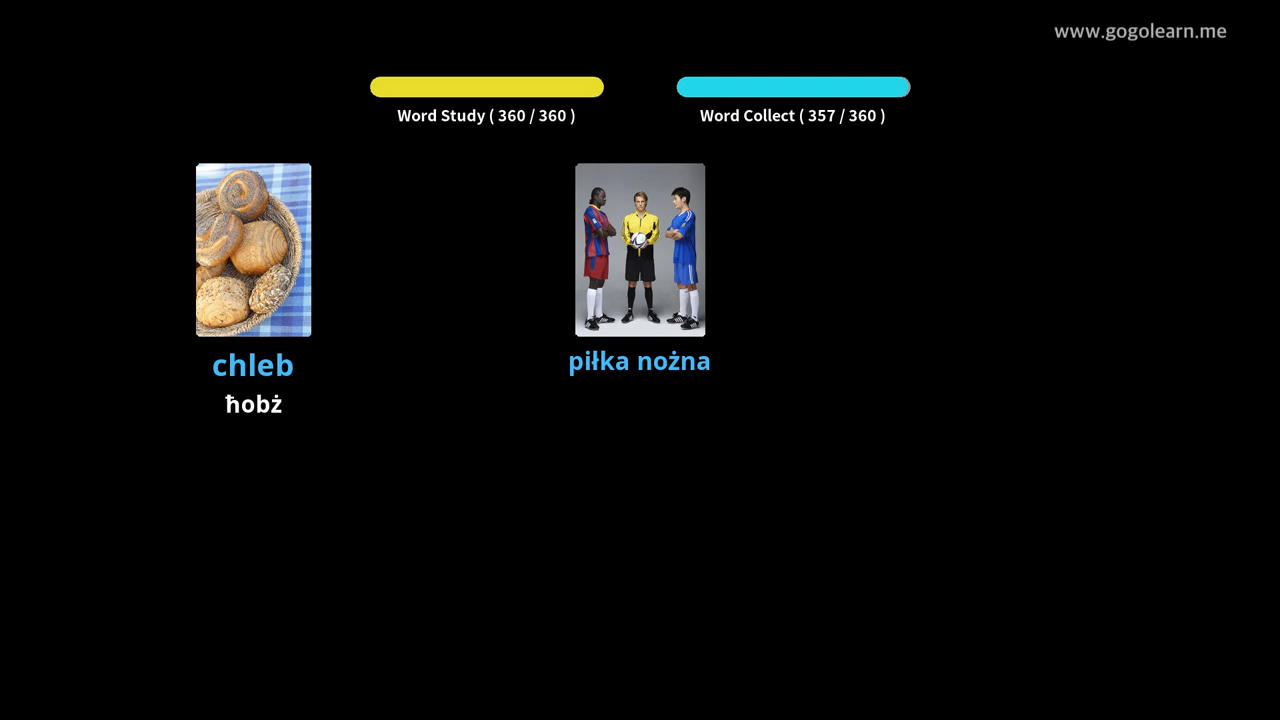 www.gogolearn.me
Word Study ( 360 / 360 )
Word Collect ( 357 / 360 )
chleb
ħobż
piłka nożna